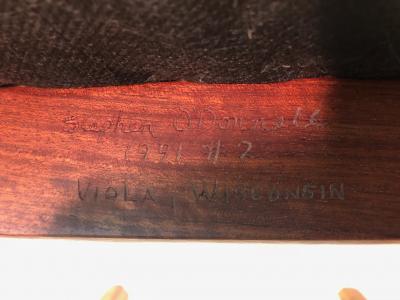 Stephen O'Donnell
1991 # 2
VIOLA, WISCONSIN